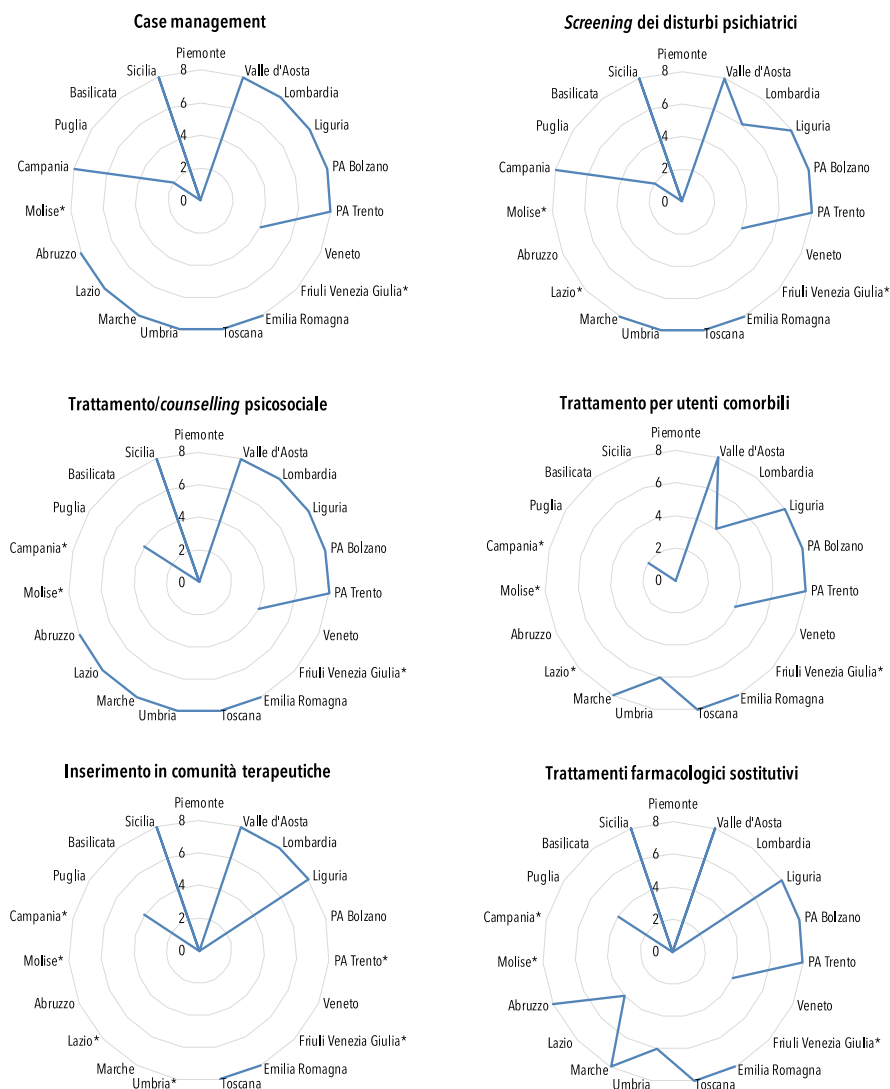 Case management
Piemonte
Valle d'Aosta
Lombardia
Liguria
PA Bolzano
PA Trento
Veneto
Friuli Venezia Giulia*
Emilia Romagna
Toscana
Umbria
Marche
Lazio
Abruzzo
Molise*
Campania
Puglia
Basilicata
Sicilia
8
6
4
2
0
Screening dei disturbi psichiatrici
Piemonte
Valle d'Aosta
Lombardia
Liguria
PA Bolzano
PA Trento
Veneto
Friuli Venezia Giulia*
Emilia Romagna
Toscana
Umbria
Marche
Lazio*
Abruzzo
Molise*
Campania
Puglia
Basilicata
Sicilia
8
6
4
2
0
Trattamento/counselling psicosociale
Piemonte
Valle d'Aosta
Lombardia
Liguria
PA Bolzano
PA Trento
Veneto
Friuli Venezia Giulia*
Emilia Romagna
Toscana
Umbria
Marche
Lazio
Abruzzo
Molise*
Campania*
Puglia
Basilicata
Sicilia
8
6
4
2
0
Trattamento per utenti comorbili
Piemonte
Valle d'Aosta
Lombardia
Liguria
PA Bolzano
PA Trento
Veneto
Friuli Venezia Giulia*
Emilia Romagna
Toscana
Umbria
Marche
Lazio*
Abruzzo
Molise*
Campania*
Puglia
Basilicata
Sicilia
8
6
4
2
0
Inserimento in comunità terapeutiche
Piemonte
Valle d'Aosta
Lombardia
Liguria
PA Bolzano
PA Trento*
Veneto
Friuli Venezia Giulia*
Emilia Romagna
Toscana
Umbria*
Marche
Lazio*
Abruzzo
Molise*
Campania*
Puglia
Basilicata
Sicilia
8
6
4
2
0
Trattamenti farmacologici sostitutivi
Piemonte
Valle d'Aosta
Lombardia
Liguria
PA Bolzano
PA Trento
Veneto
Friuli Venezia Giulia*
Emilia Romagna
Toscana
Umbria
Marche
Lazio
Abruzzo
Molise*
Campania*
Puglia
Basilicata
Sicilia
8
6
4
2
0